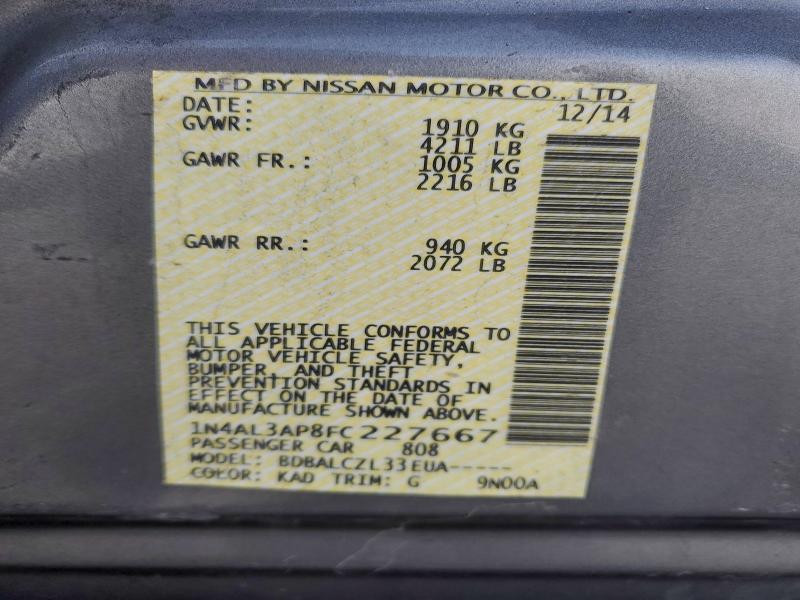 MFD BY NISSAN MOTOR CO., LTD.
DATE: 12/14
GVWR: 1910 KG
4211 LB
GAWR FR.: 1005 KG
2216 LB
GAWR RR.: 940 KG
2072 LB
THIS VEHICLE CONFORMS TO
ALL APPLICABLE FEDERAL
MOTOR VEHICLE SAFETY,
BUMPER, AND THEFT
PREVENTION STANDARDS IN
EFFECT ON THE DATE OF
MANUFACTURE SHOWN ABOVE.
1N4AL3AP8FC227667
PASSENGER CAR 808
MODEL: BDBALCZL33EUA-----
COLOR: KAD TRIM: G 9N00A